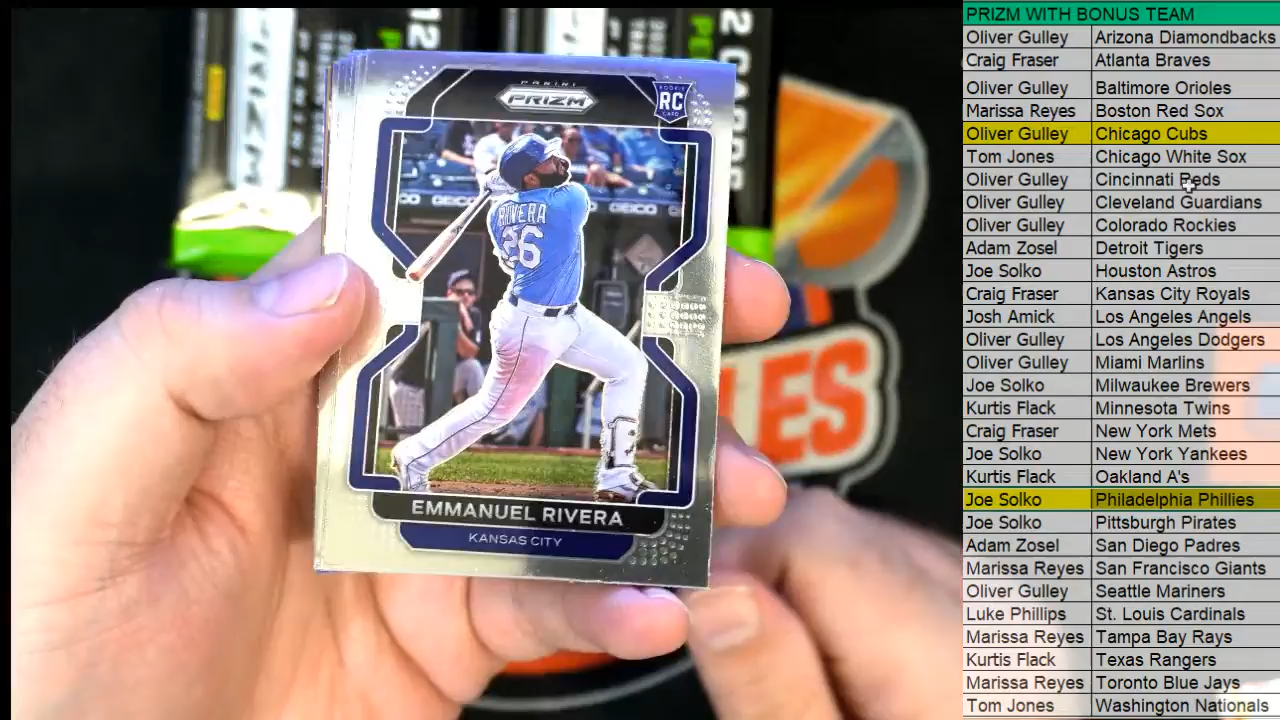 PANINI
PRIZM
ROOKIE
RC
CARD
GEICO
GEICO
RIVERA
26
EMMANUEL RIVERA
KANSAS CITY
LES
PRIZM WITH BONUS TEAM
Oliver Gulley Arizona Diamondbacks
Craig Fraser Atlanta Braves
Oliver Gulley Baltimore Orioles
Marissa Reyes Boston Red Sox
Oliver Gulley Chicago Cubs
Tom Jones Chicago White Sox
Oliver Gulley Cincinnati Reds
Oliver Gulley Cleveland Guardians
Oliver Gulley Colorado Rockies
Adam Zosel Detroit Tigers
Joe Solko Houston Astros
Craig Fraser Kansas City Royals
Josh Amick Los Angeles Angels
Oliver Gulley Los Angeles Dodgers
Oliver Gulley Miami Marlins
Joe Solko Milwaukee Brewers
Kurtis Flack Minnesota Twins
Craig Fraser New York Mets
Joe Solko New York Yankees
Kurtis Flack Oakland A's
Joe Solko Philadelphia Phillies
Joe Solko Pittsburgh Pirates
Adam Zosel San Diego Padres
Marissa Reyes San Francisco Giants
Oliver Gulley Seattle Mariners
Luke Phillips St. Louis Cardinals
Marissa Reyes Tampa Bay Rays
Kurtis Flack Texas Rangers
Marissa Reyes Toronto Blue Jays
Tom Jones Washington Nationals